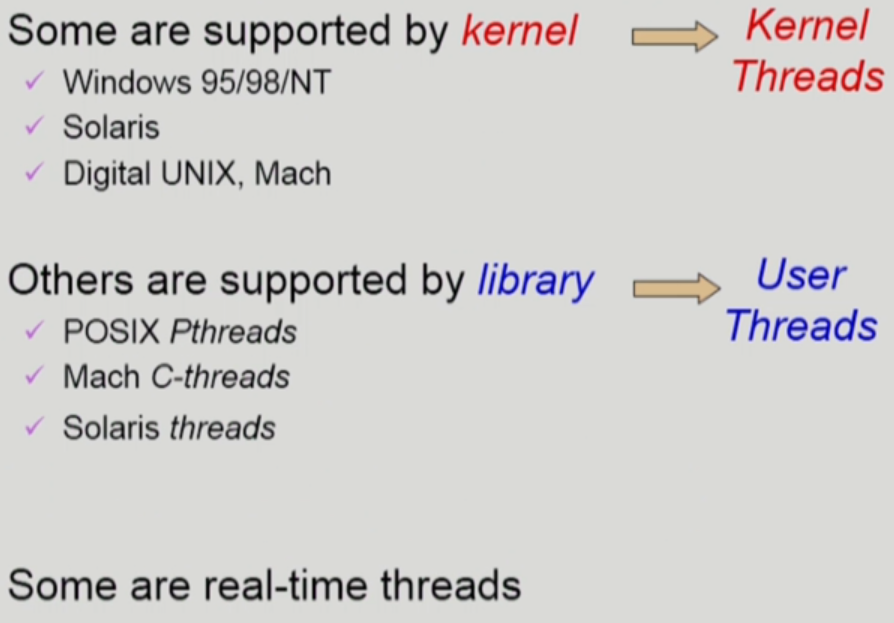 Some are supported by kernel
Kernel
Threads
✓ Windows 95/98/NT
✓ Solaris
✓ Digital UNIX, Mach
Others are supported by library
User
Threads
✓ POSIX Pthreads
✓ Mach C-threads
✓ Solaris threads
Some are real-time threads